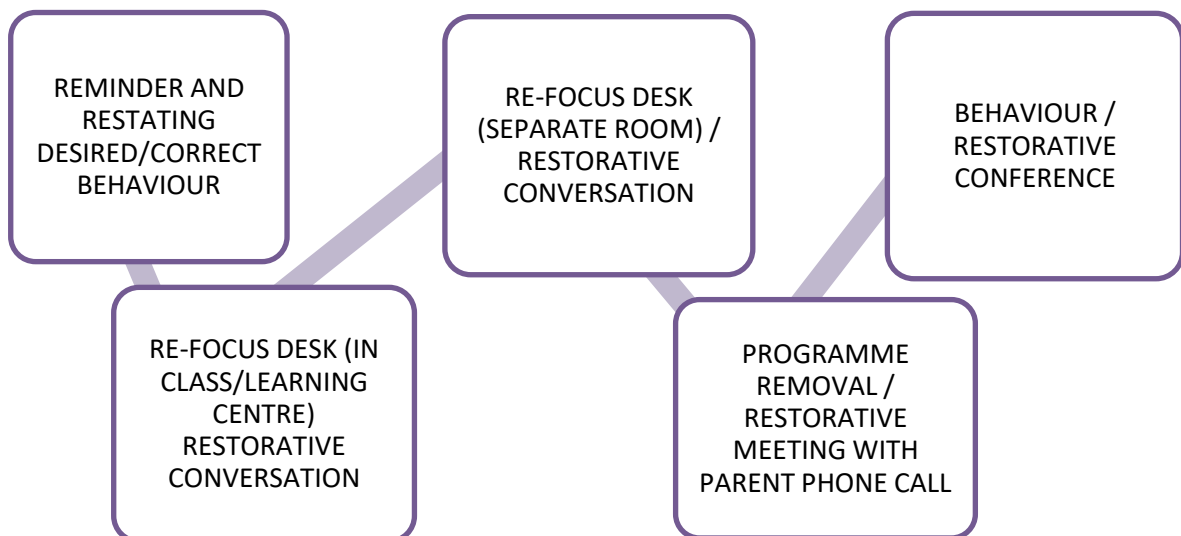 REMINDER AND
RESTATING
DESIRED/CORRECT
BEHAVIOUR
RE-FOCUS DESK (IN
CLASS/LEARNING
CENTRE)
RESTORATIVE
CONVERSATION
RE-FOCUS DESK
(SEPARATE ROOM) /
RESTORATIVE
CONVERSATION
PROGRAMME
REMOVAL /
RESTORATIVE
MEETING WITH
PARENT PHONE CALL
BEHAVIOUR /
RESTORATIVE
CONFERENCE